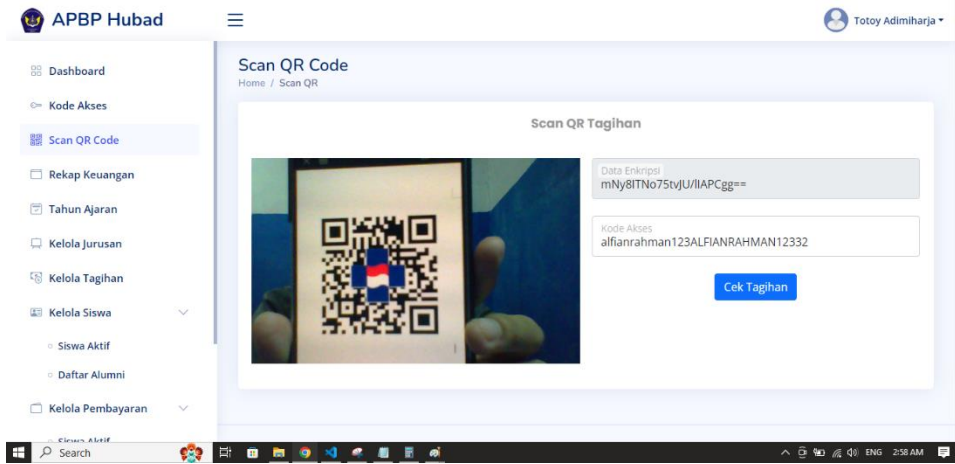 APBP Hubad
Totoy Adimiharja
Dashboard
Kode Akses
Scan QR Code
Rekap Keuangan
Tahun Ajaran
Kelola Jurusan
Kelola Tagihan
Kelola Siswa
Siswa Aktif
Daftar Alumni
Kelola Pembayaran
Siswa Aktif
Scan QR Code
Home / Scan QR
Scan QR Tagihan
Data Enkripsi
mNy8ITNo75tvJU/lIAPCgg==
Kode Akses
alfianrahman123ALFIANRAHMAN12332
Cek Tagihan
Search
ENG
2:58 AM